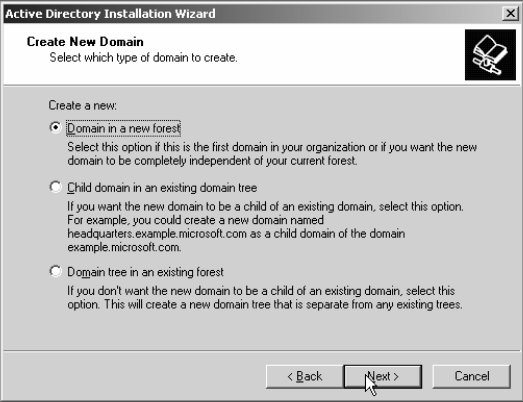 Active Directory Installation Wizard
Create New Domain
Select which type of domain to create.
Create a new:
Domain in a new forest
Select this option if this is the first domain in your organization or if you want the new
domain to be completely independent of your current forest.
Child domain in an existing domain tree
If you want the new domain to be a child of an existing domain, select this option.
For example, you could create a new domain named
headquarters.example.microsoft.com as a child domain of the domain
example.microsoft.com.
Domain tree in an existing forest
If you don't want the new domain to be a child of an existing domain, select this
option. This will create a new domain tree that is separate from any existing trees.
< Back
Next >
Cancel